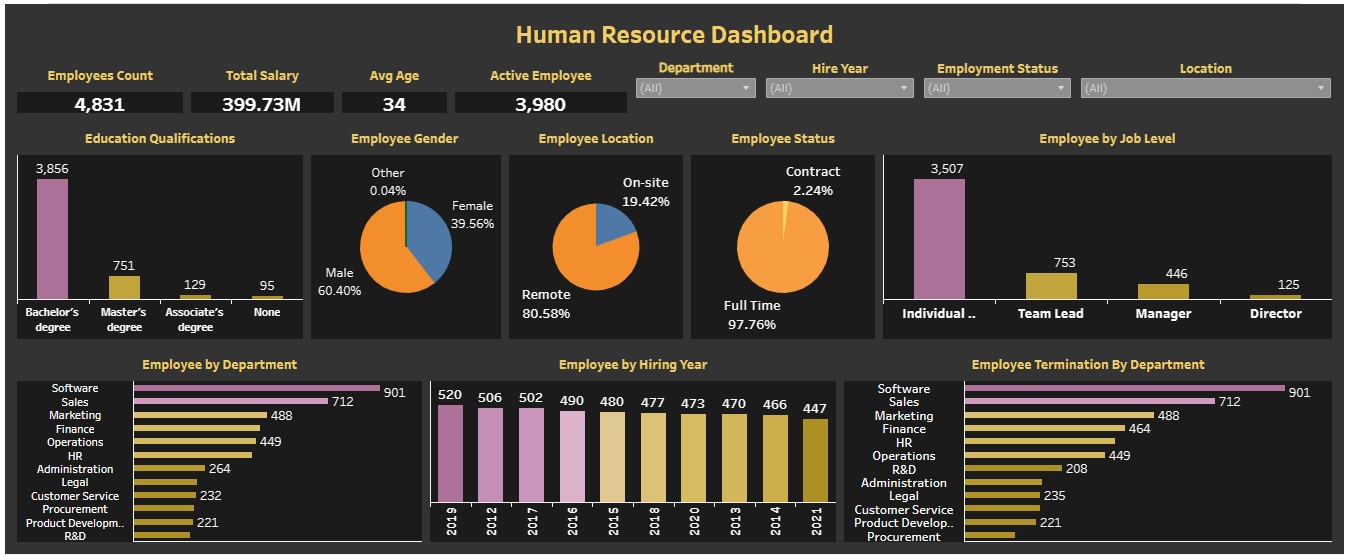 Human Resource Dashboard
Employees Count
4,831
Total Salary
399.73M
Avg Age
34
Active Employee
3,980
Department
(All)
Hire Year
(All)
Employment Status
(All)
Location
(All)
Education Qualifications
3,856
751
129
95
Bachelor's
degree
Master's
degree
Associate's
degree
None
Employee Gender
Other
0.04%
Female
39.56%
Male
60.40%
Employee Location
On-site
19.42%
Remote
80.58%
Employee Status
Contract
2.24%
Full Time
97.76%
Employee by Job Level
3,507
753
446
125
Individual ..
Team Lead
Manager
Director
Employee by Department
Software 901
Sales 712
Marketing 488
Finance
Operations 449
HR
Administration 264
Legal
Customer Service 232
Procurement
Product Developm.. 221
R&D
Employee by Hiring Year
520 506 502 490 480 477 473 470 466 447
2019 2012 2017 2016 2015 2018 2020 2013 2014 2021
Employee Termination By Department
Software 901
Sales 712
Marketing 488
Finance 464
HR
Operations 449
R&D 208
Administration
Legal 235
Customer Service
Product Develop.. 221
Procurement